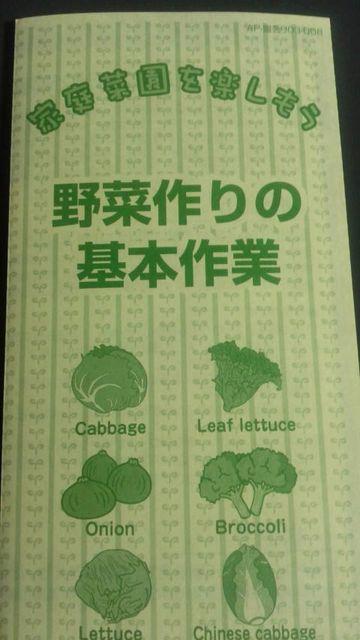 家庭菜園を楽しもう
野菜作りの
基本作業
Cabbage
Leaf lettuce
Onion
Broccoli
Lettuce
Chinese cabbage